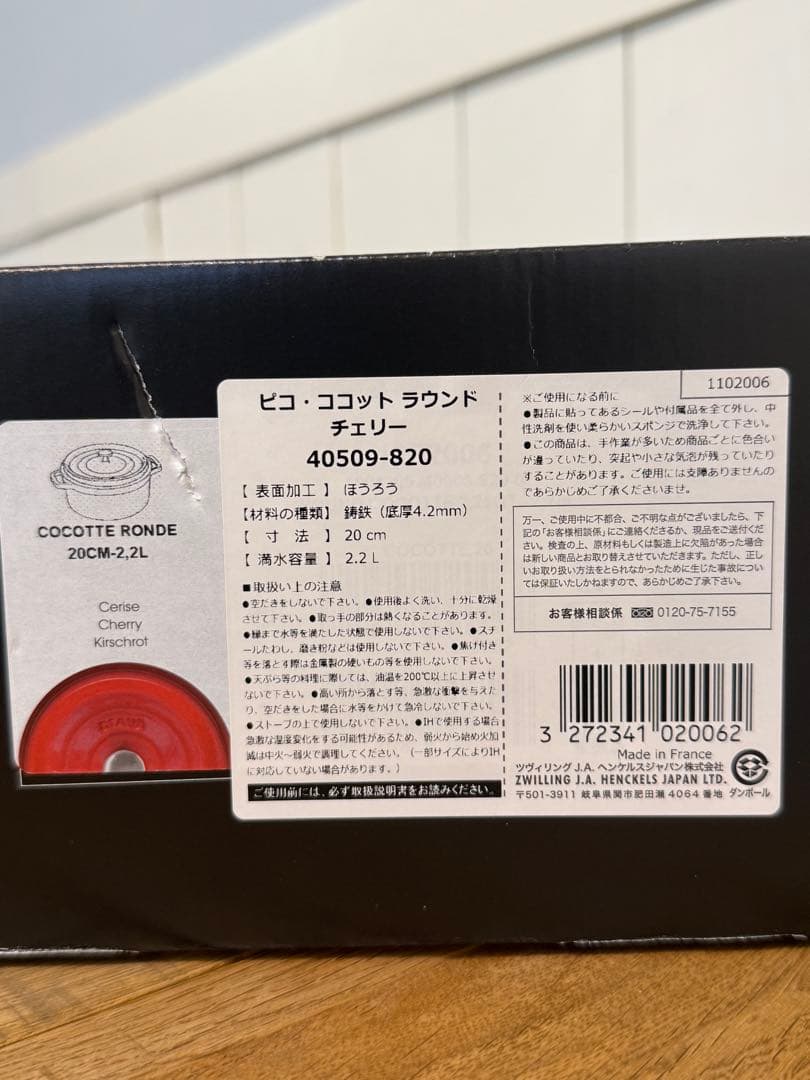 COCOTTE RONDE
20CM-2,2L
Cerise
Cherry
Kirschrot
STAUB
ピコ・ココット ラウンド
チェリー
40509-820
【 表面加工 】 ほうろう
【材料の種類】 鋳鉄（底厚4.2mm）
【 寸 法 】 20 cm
【 満水容量 】 2.2 L
■取扱い上の注意
●空だきをしないで下さい。●使用後よく洗い、十分に乾燥
させて下さい。●取っ手の部分は熱くなることがあります。
●縁まで水等を満たした状態で使用しないで下さい。●スチ
ールたわし、磨き粉などは使用しないで下さい。●焦げ付き
等を落とす際は金属製の硬いもの等を使用しないで下さい。
●天ぷら等の料理に際しては、油温を200℃以上に上昇させ
ないで下さい。●高い所から落とす等、急激な衝撃を与えた
り、空だきをした場合に水等をかけて急冷しないで下さい。
●ストーブの上で使用しないで下さい。●IHで使用する場合
急激な温度変化をする可能性があるため、弱火から始め火加
減は中火〜弱火で調理してください。（一部サイズによりIH
に対応していない場合があります。）
ご使用前には、必ず取扱説明書をお読みください。
1102006
※ご使用になる前に
●製品に貼ってあるシールや付属品を全て外し、中
性洗剤を使い柔らかいスポンジで洗浄して下さい。
●この商品は、手作業が多いため商品ごとに色合い
が違っていたり、突起や小さな気泡が残っていたり
することがあります。ご使用には支障ありませんの
であらかじめご了承くださいませ。
万一、ご使用中に不都合、ご不明な点がございましたら、下
記の「お客様相談係」にご連絡くださるか、現品をご送付くださ
い。検査の上、原材料もしくは製造上に欠陥があった場合
は新しい商品とお取り替えさせていただきます。ただし、正し
いお取り扱い方法をとられなかったために生じた事故につい
ては保証いたしかねますので、あらかじめご了承下さい。
お客様相談係 0120-75-7155
3 272341 020062
Made in France
ツヴィリング J.A. ヘンケルスジャパン株式会社
ZWILLING J.A. HENCKELS JAPAN LTD.
〒501-3911 岐阜県関市肥田瀬 4064 番地
ダンボール